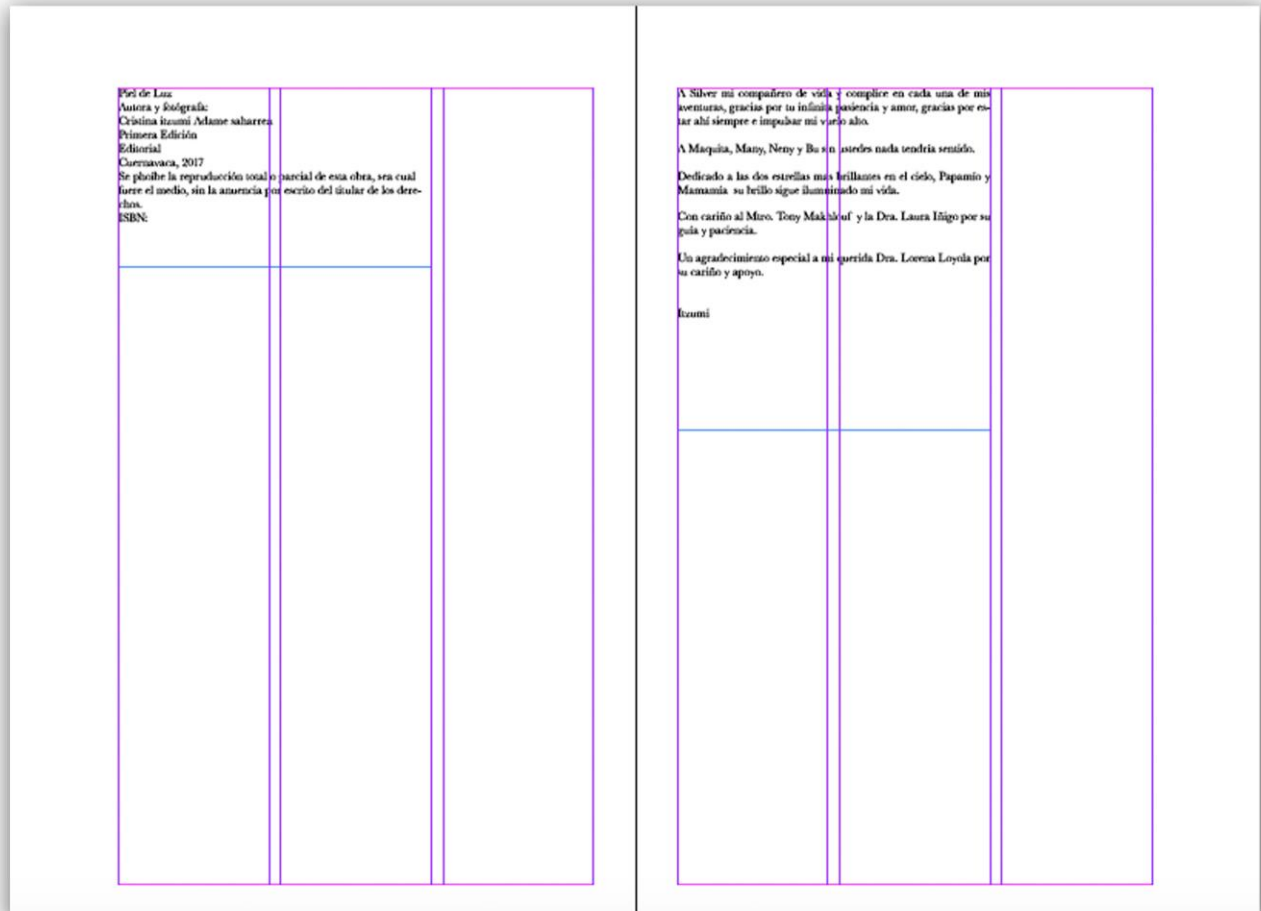 Piel de Luz
Autora y fotógrafa:
Cristina itzumi Adame saharrea
Primera Edición
Editorial
Cuernavaca, 2017
Se phoibe la repruducción total o parcial de esta obra, sea cual
fuere el medio, sin la anuencia por escrito del titular de los dere-
chos.
ISBN:
A Silver mi compañero de vida y complice en cada una de mis
aventuras, gracias por tu infinita pasiencia y amor, gracias por es-
tar ahí siempre e impulsar mi vuelo alto.
A Maquita, Many, Neny y Bu sin ustedes nada tendria sentido.
Dedicado a las dos estrellas mas brillantes en el cielo, Papamío y
Mamamía su brillo sigue iluminado mi vida.
Con cariño al Mtro. Tony Makhlouf y la Dra. Laura Iñigo por su
guía y paciencia.
Un agradecimiento especial a mi querida Dra. Lorena Loyola por
su cariño y apoyo.
Itzumi